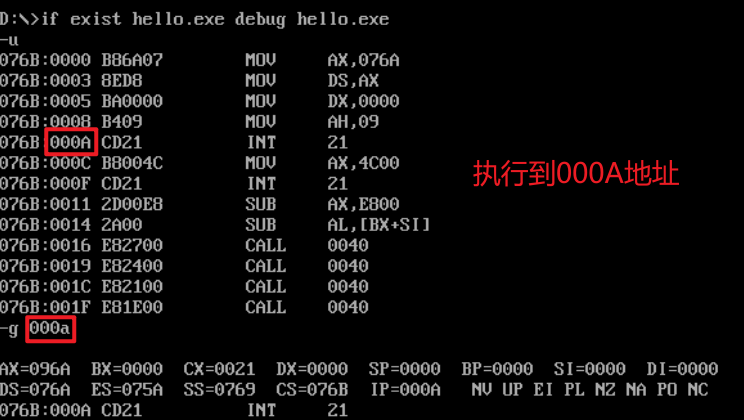 D:\>if exist hello.exe debug hello.exe
-u
076B:0000 B86A07 MOV AX,076A
076B:0003 8ED8 MOV DS,AX
076B:0005 BA0000 MOV DX,0000
076B:0008 B409 MOV AH,09
076B:000A CD21 INT 21
076B:000C B8004C MOV AX,4C00
076B:000F CD21 INT 21
执行到000A地址
076B:0011 2D00E8 SUB AX,E800
076B:0014 2A00 SUB AL,[BX+SI]
076B:0016 E82700 CALL 0040
076B:0019 E82400 CALL 0040
076B:001C E82100 CALL 0040
076B:001F E81E00 CALL 0040
-g 000a
AX=096A BX=0000 CX=0021 DX=0000 SP=0000 BP=0000 SI=0000 DI=0000
DS=076A ES=075A SS=0769 CS=076B IP=000A NV UP EI PL NZ NA PO NC
076B:000A CD21 INT 21